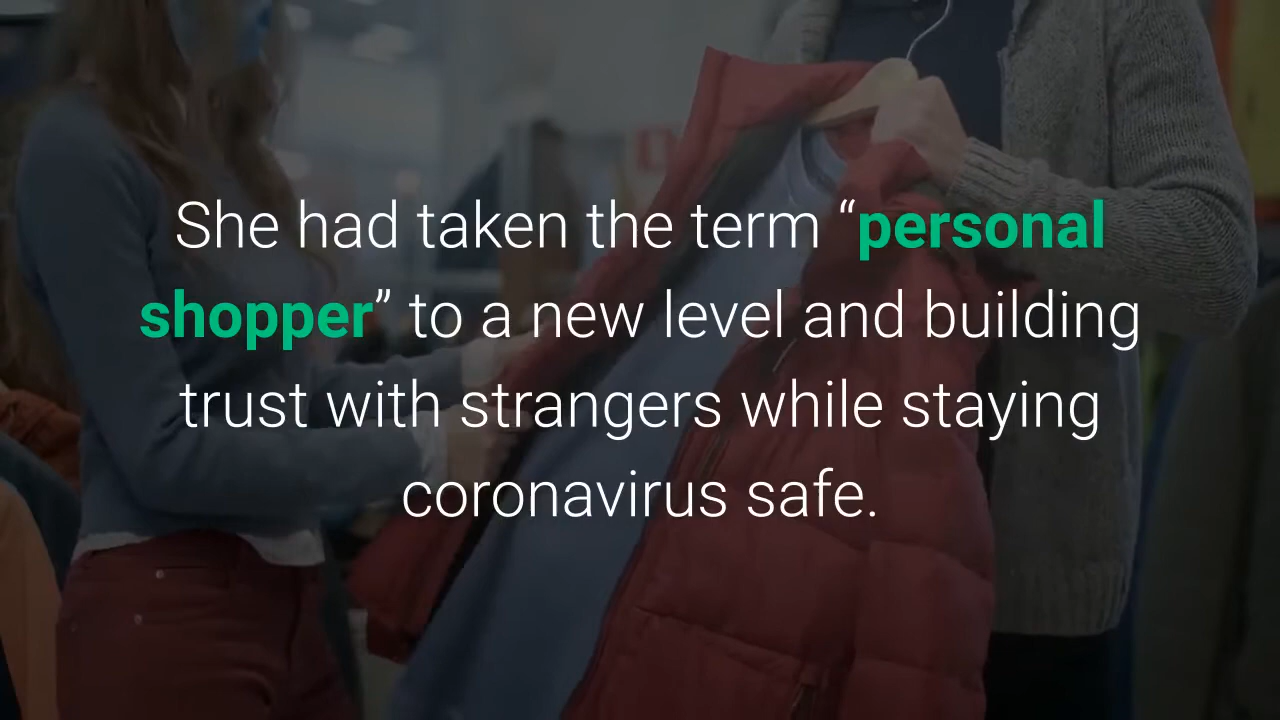 She had taken the term “personal
shopper” to a new level and building
trust with strangers while staying
coronavirus safe.